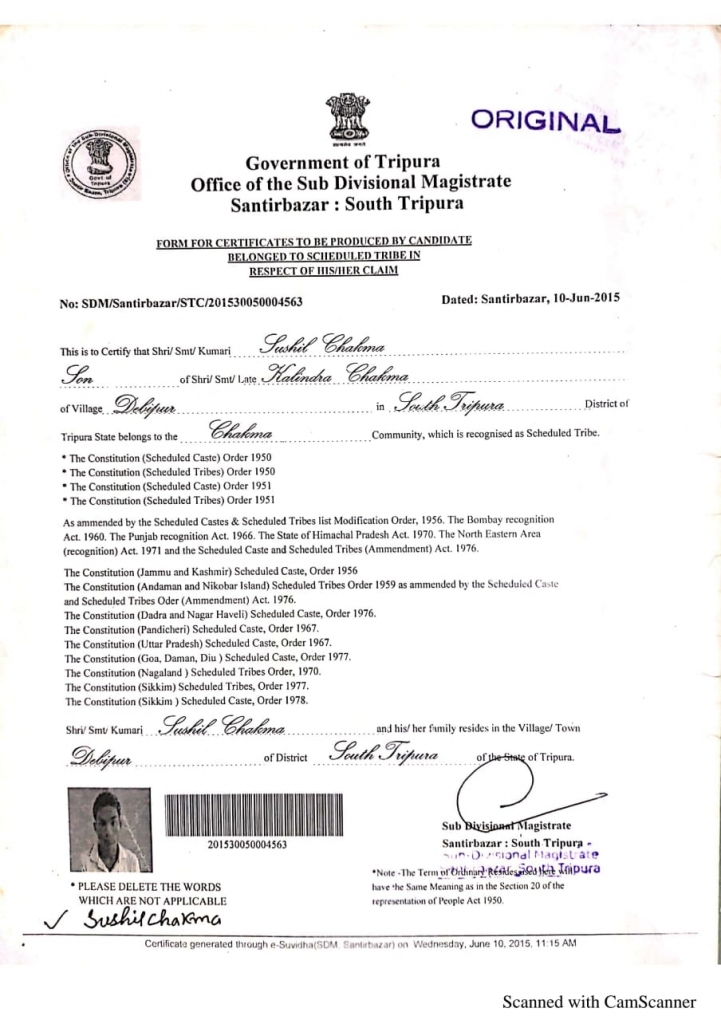 ORIGINAL
Government of Tripura
Office of the Sub Divisional Magistrate
Santirbazar : South Tripura
FORM FOR CERTIFICATES TO BE PRODUCED BY CANDIDATE
BELONGED TO SCHEDULED TRIBE IN
RESPECT OF HIS/HER CLAIM
No: SDM/Santirbazar/STC/201530050004563 Dated: Santirbazar, 10-Jun-2015
This is to Certify that Shri/ Smt/ Kumari Sushil Chakma
Son of Shri/ Smt/ Late Kalindra Chakma
of Village Debipur in South Tripura District of
Tripura State belongs to the Chakma Community, which is recognised as Scheduled Tribe.
* The Constitution (Scheduled Caste) Order 1950
* The Constitution (Scheduled Tribes) Order 1950
* The Constitution (Scheduled Caste) Order 1951
* The Constitution (Scheduled Tribes) Order 1951
As ammended by the Scheduled Castes & Scheduled Tribes list Modification Order, 1956. The Bombay recognition
Act. 1960. The Punjab recognition Act. 1966. The State of Himachal Pradesh Act. 1970. The North Eastern Area
(recognition) Act. 1971 and the Scheduled Caste and Scheduled Tribes (Ammendment) Act. 1976.
The Constitution (Jammu and Kashmir) Scheduled Caste, Order 1956
The Constitution (Andaman and Nikobar Island) Scheduled Tribes Order 1959 as ammended by the Scheduled Caste
and Scheduled Tribes Oder (Ammendment) Act. 1976.
The Constitution (Dadra and Nagar Haveli) Scheduled Caste, Order 1976.
The Constitution (Pandicheri) Scheduled Caste, Order 1967.
The Constitution (Uttar Pradesh) Scheduled Caste, Order 1967.
The Constitution (Goa, Daman, Diu ) Scheduled Caste, Order 1977.
The Constitution (Nagaland ) Scheduled Tribes Order, 1970.
The Constitution (Sikkim) Scheduled Tribes, Order 1977.
The Constitution (Sikkim ) Scheduled Caste, Order 1978.
Shri/ Smt/ Kumari Sushil Chakma and his/ her family resides in the Village/ Town
Debipur of District South Tripura of the State of Tripura.
201530050004563
Sub Divisional Magistrate
Santirbazar : South Tripura
Sub-Divisional Magistrate
Tripura
*Note -The Term of Ordinary
have the Same Meaning as in the Section 20 of the
representation of People Act 1950.
* PLEASE DELETE THE WORDS
WHICH ARE NOT APPLICABLE
Sushil Chakma
Certificate generated through e-Suvidha(SDM, Santirbazar) on Wednesday, June 10, 2015, 11:15 AM
Scanned with CamScanner